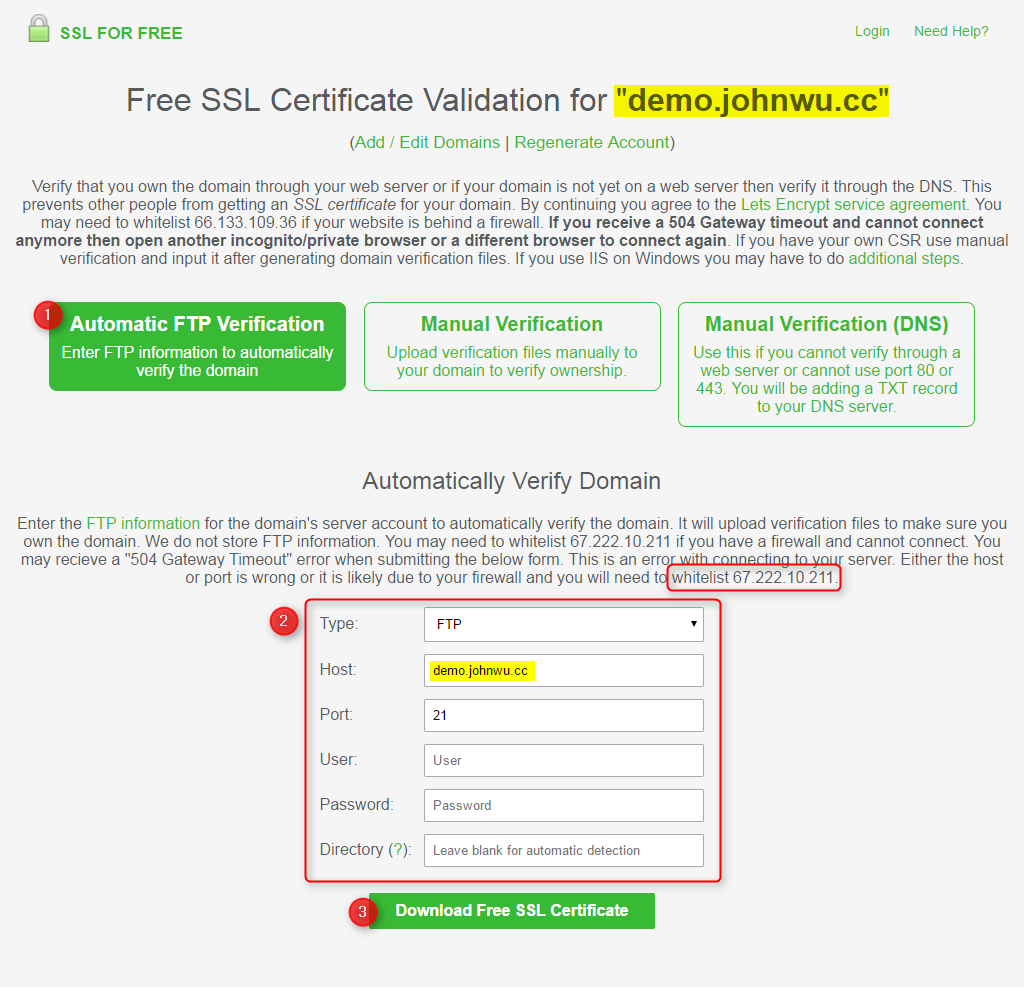 SSL FOR FREE
Login Need Help?
Free SSL Certificate Validation for "demo.johnwu.cc"
(Add / Edit Domains | Regenerate Account)
Verify that you own the domain through your web server or if your domain is not yet on a web server then verify it through the DNS. This
prevents other people from getting an SSL certificate for your domain. By continuing you agree to the Lets Encrypt service agreement. You
may need to whitelist 66.133.109.36 if your website is behind a firewall. If you receive a 504 Gateway timeout and cannot connect
anymore then open another incognito/private browser or a different browser to connect again. If you have your own CSR use manual
verification and input it after generating domain verification files. If you use IIS on Windows you may have to do additional steps.
1
Automatic FTP Verification
Enter FTP information to automatically
verify the domain
Manual Verification
Upload verification files manually to
your domain to verify ownership.
Manual Verification (DNS)
Use this if you cannot verify through a
web server or cannot use port 80 or
443. You will be adding a TXT record
to your DNS server.
Automatically Verify Domain
Enter the FTP information for the domain's server account to automatically verify the domain. It will upload verification files to make sure you
own the domain. We do not store FTP information. You may need to whitelist 67.222.10.211 if you have a firewall and cannot connect. You
may recieve a "504 Gateway Timeout" error when submitting the below form. This is an error with connecting to your server. Either the host
or port is wrong or it is likely due to your firewall and you will need to whitelist 67.222.10.211.
2
Type: FTP
Host: demo.johnwu.cc
Port: 21
User: User
Password: Password
Directory (?): Leave blank for automatic detection
3
Download Free SSL Certificate